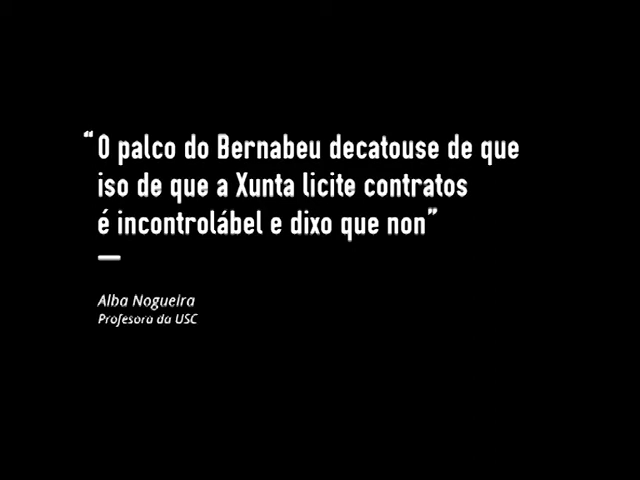 “O palco do Bernabeu decatouse de que
iso de que a Xunta licite contratos
é incontrolábel e dixo que non”
Alba Nogueira
Profesora da USC